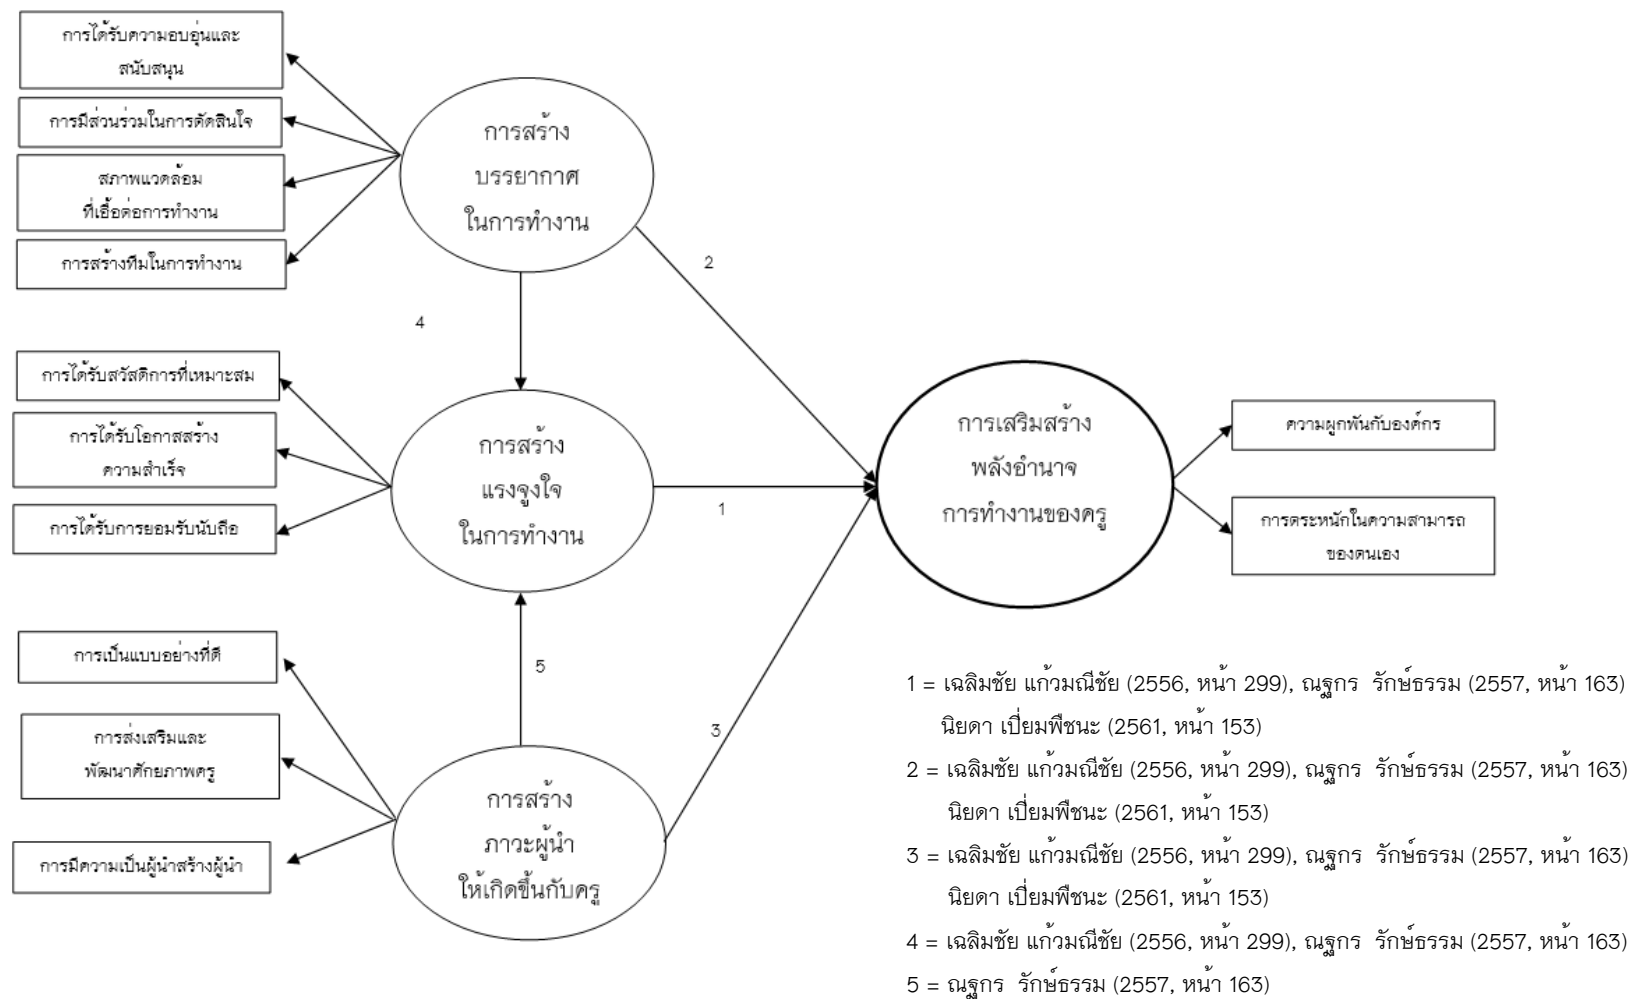 การได้รับความอบอุ่นและ
สนับสนุน
การมีส่วนร่วมในการตัดสินใจ
สภาพแวดล้อม
ที่เอื้อต่อการทำงาน
การสร้างทีมในการทำงาน
การสร้าง
บรรยากาศ
ในการทำงาน
2
4
การได้รับสวัสดิการที่เหมาะสม
การได้รับโอกาสสร้าง
ความสำเร็จ
การได้รับการยอมรับนับถือ
การสร้าง
แรงจูงใจ
ในการทำงาน
1
การเสริมสร้าง
พลังอำนาจ
การทำงานของครู
ความผูกพันกับองค์กร
การตระหนักในความสามารถ
ของตนเอง
การเป็นแบบอย่างที่ดี
การส่งเสริมและ
พัฒนาศักยภาพครู
การมีความเป็นผู้นำสร้างผู้นำ
5
3
การสร้าง
ภาวะผู้นำ
ให้เกิดขึ้นกับครู
1 = เฉลิมชัย แก้วมณีชัย (2556, หน้า 299), ณฐกร รักษ์ธรรม (2557, หน้า 163)
นิยดา เปี่ยมพืชนะ (2561, หน้า 153)
2 = เฉลิมชัย แก้วมณีชัย (2556, หน้า 299), ณฐกร รักษ์ธรรม (2557, หน้า 163)
นิยดา เปี่ยมพืชนะ (2561, หน้า 153)
3 = เฉลิมชัย แก้วมณีชัย (2556, หน้า 299), ณฐกร รักษ์ธรรม (2557, หน้า 163)
นิยดา เปี่ยมพืชนะ (2561, หน้า 153)
4 = เฉลิมชัย แก้วมณีชัย (2556, หน้า 299), ณฐกร รักษ์ธรรม (2557, หน้า 163)
5 = ณฐกร รักษ์ธรรม (2557, หน้า 163)